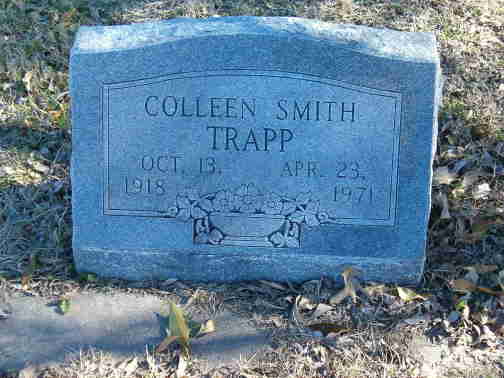 COLLEEN SMITH
TRAPP
OCT. 13, APR. 23,
1918 1971